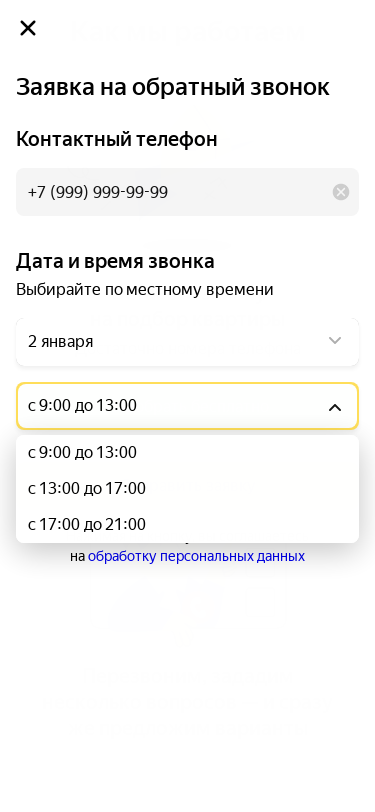 Заявка на обратный звонок
Контактный телефон
+7 (999) 999-99-99
Дата и время звонка
Выбирайте по местному времени
2 января
с 9:00 до 13:00
с 9:00 до 13:00
с 13:00 до 17:00
с 17:00 до 21:00
на обработку персональных данных